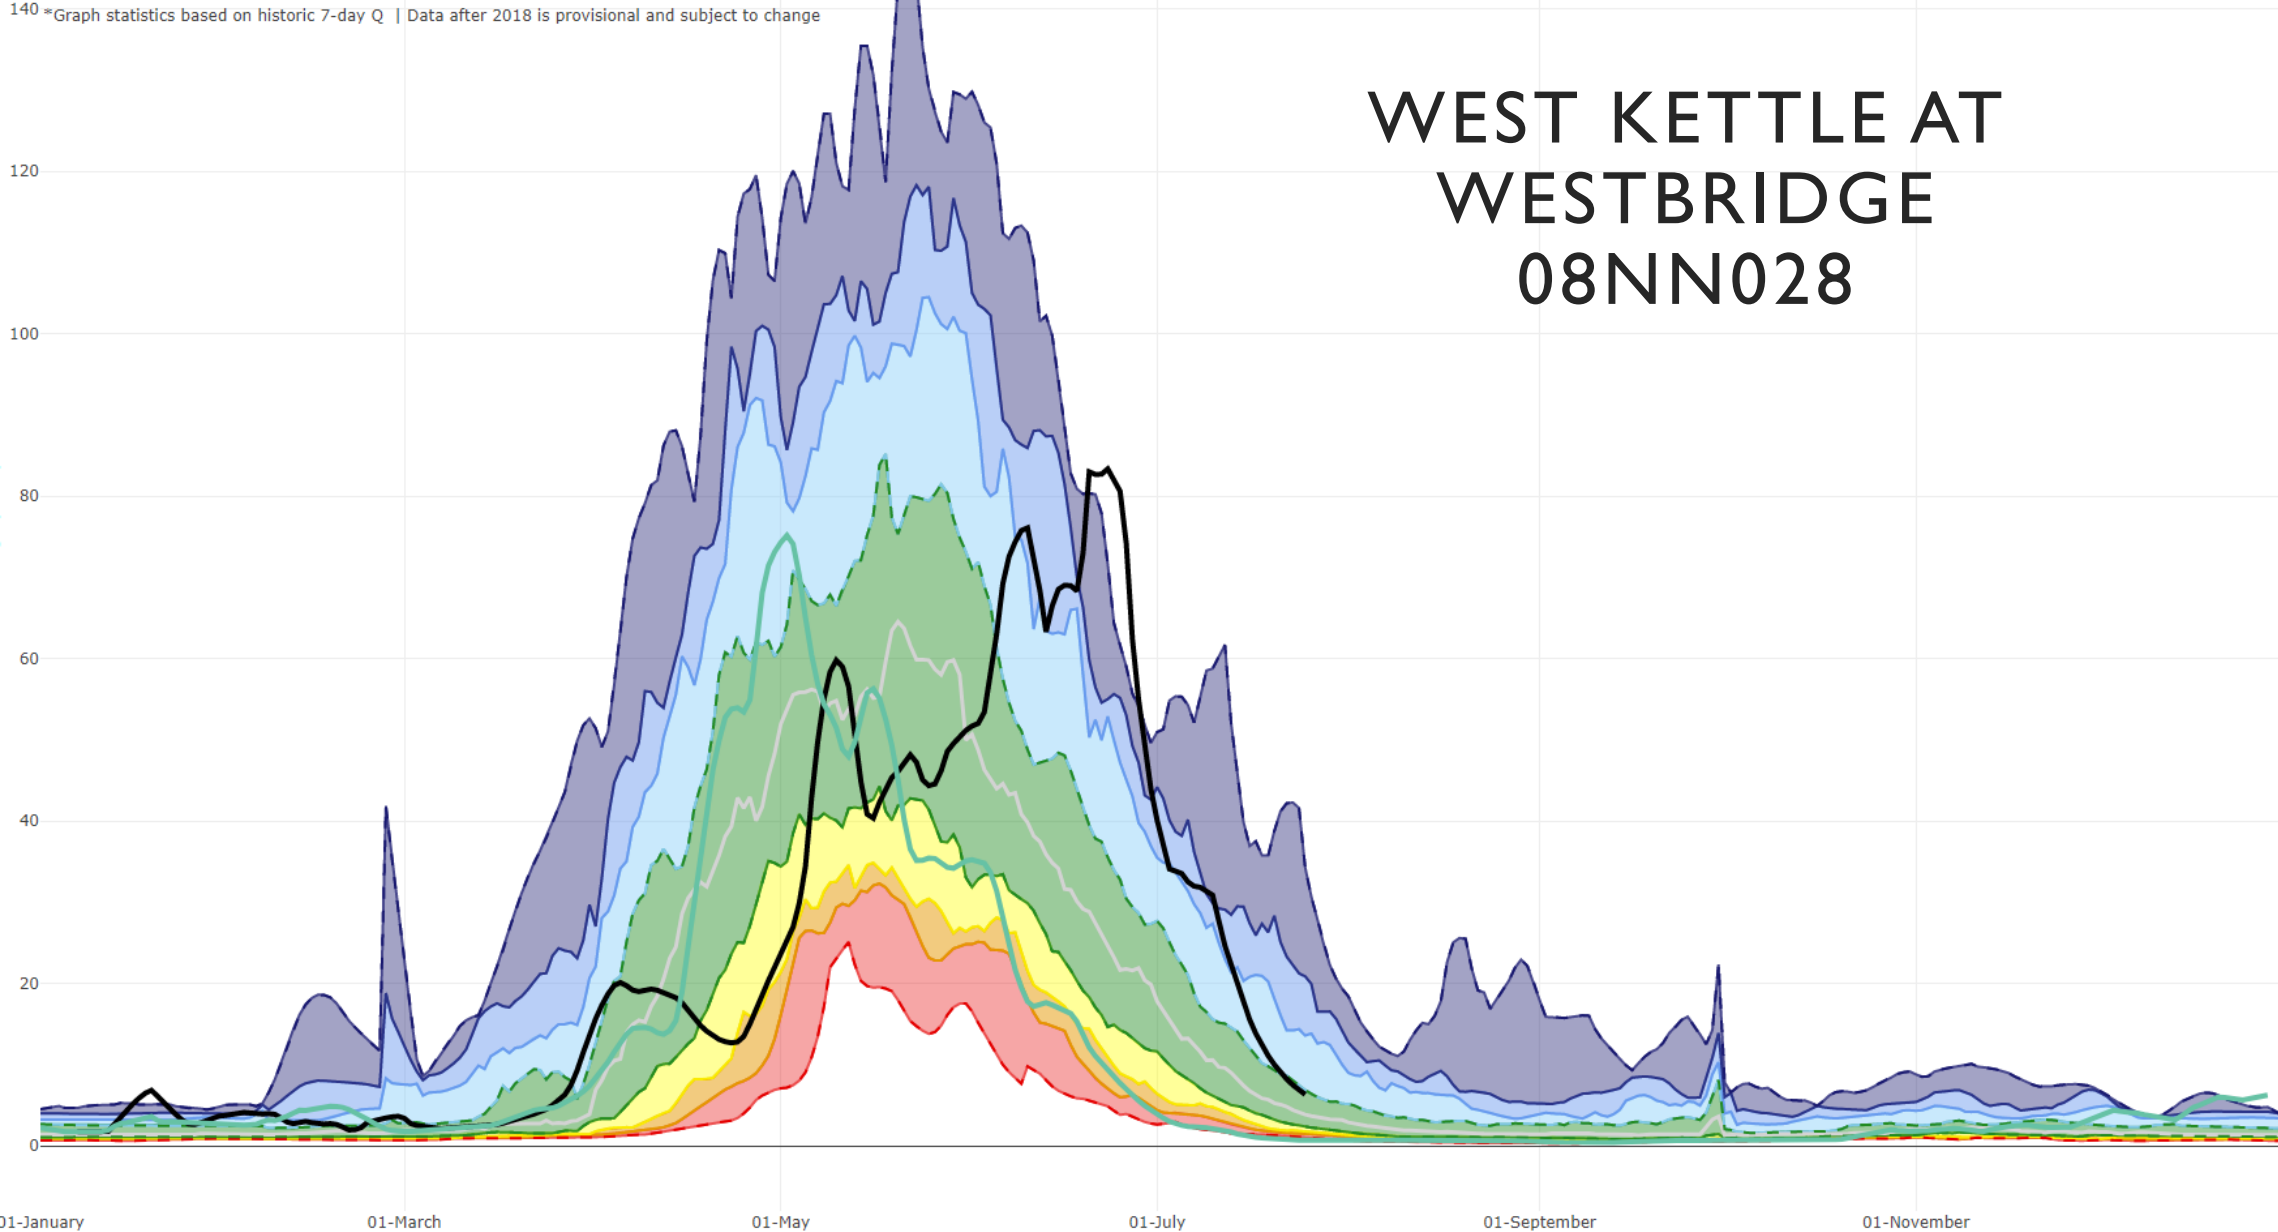 140
*Graph statistics based on historic 7-day Q | Data after 2018 is provisional and subject to change
WEST KETTLE AT
WESTBRIDGE
08NN028
120
100
80
60
40
20
0
01-January
01-March
01-May
01-July
01-September
01-November